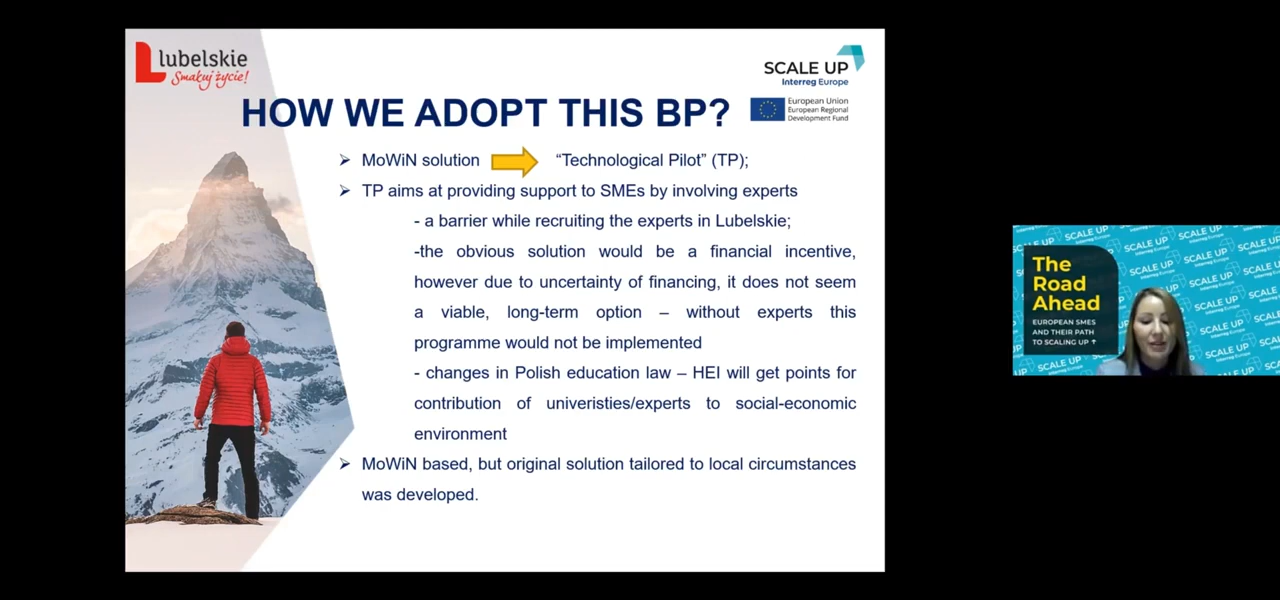 lubelskie
Smakuj życie!
SCALE UP
Interreg Europe
European Union
European Regional
Development Fund
HOW WE ADOPT THIS BP?
➢ MoWiN solution “Technological Pilot” (TP);
➢ TP aims at providing support to SMEs by involving experts
- a barrier while recruiting the experts in Lubelskie;
-the obvious solution would be a financial incentive,
however due to uncertainty of financing, it does not seem
a viable, long-term option – without experts this
programme would not be implemented
- changes in Polish education law – HEI will get points for
contribution of univeristies/experts to social-economic
environment
➢ MoWiN based, but original solution tailored to local circumstances
was developed.
The
Road
Ahead
EUROPEAN SMES
AND THEIR PATH
TO SCALING UP
SCALE UP
Interreg Europe